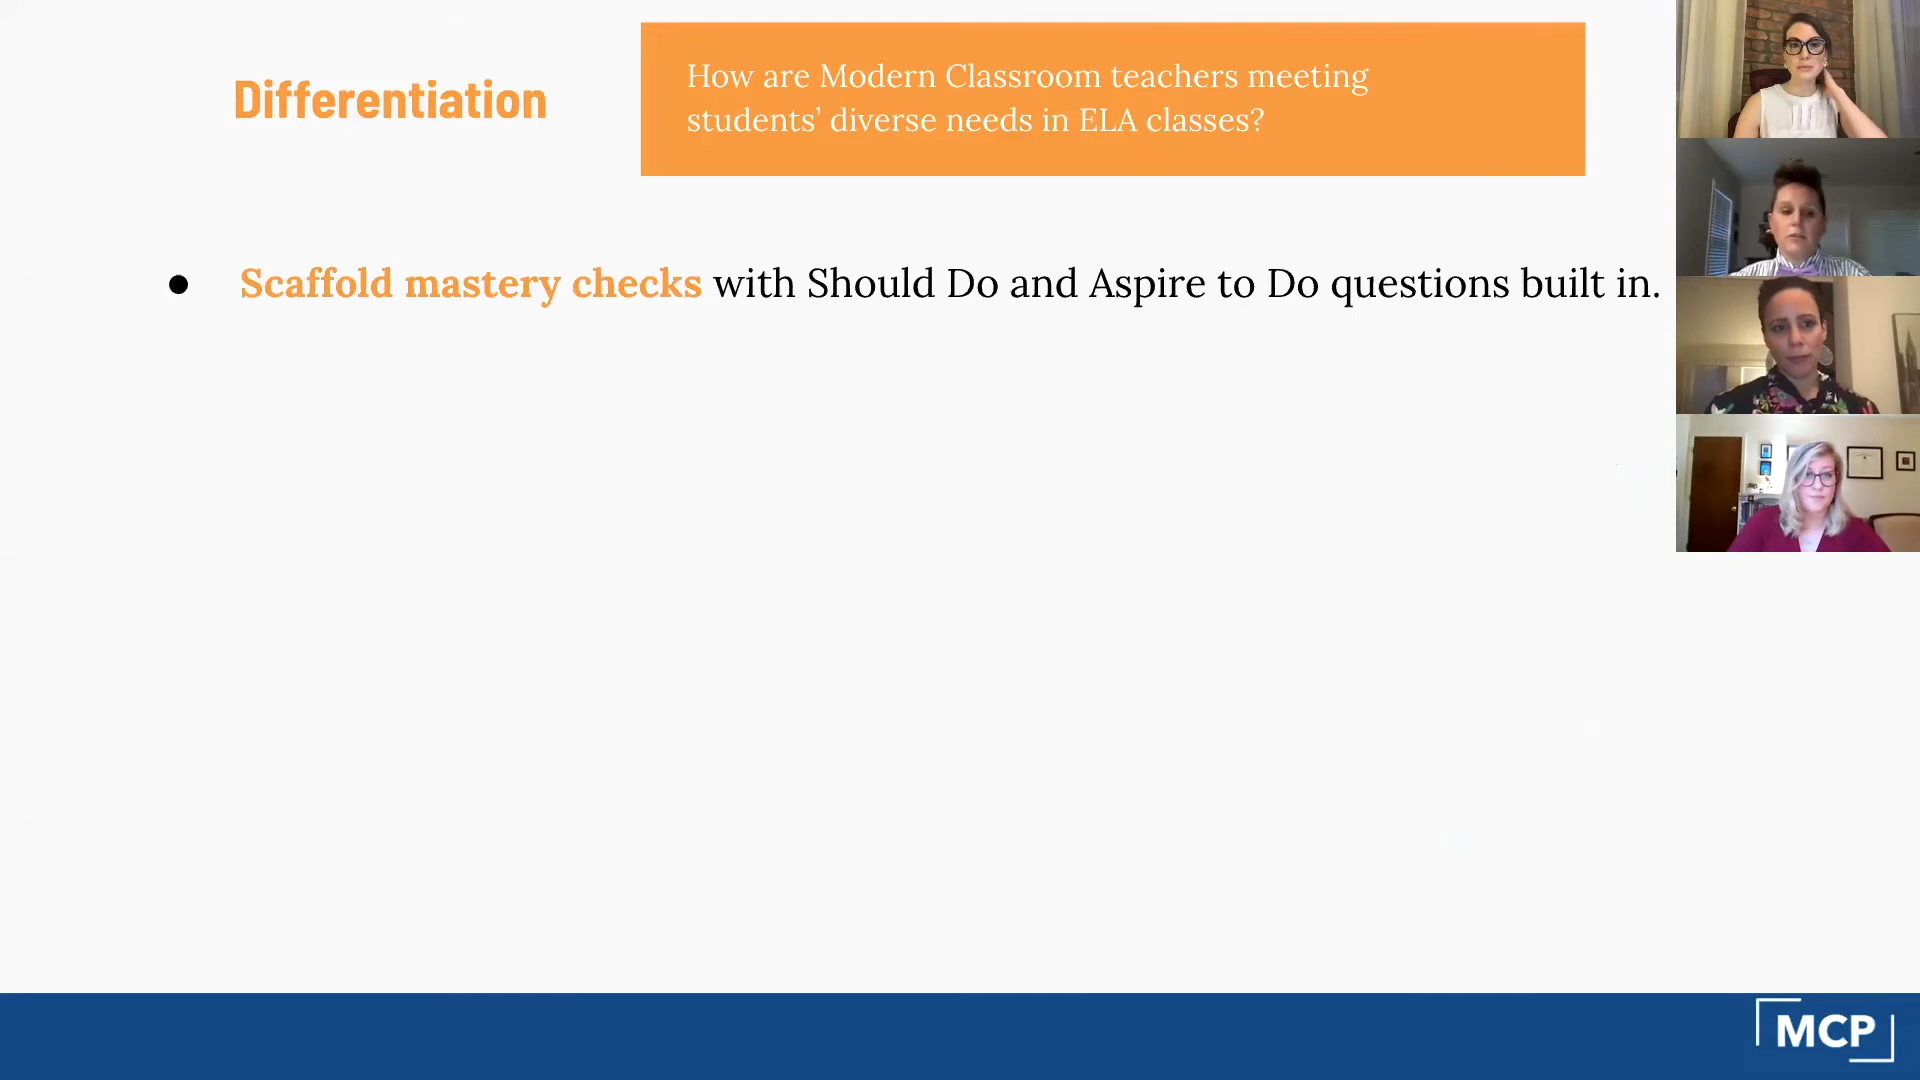 Differentiation
How are Modern Classroom teachers meeting
students’ diverse needs in ELA classes?
● Scaffold mastery checks with Should Do and Aspire to Do questions built in.
MCP